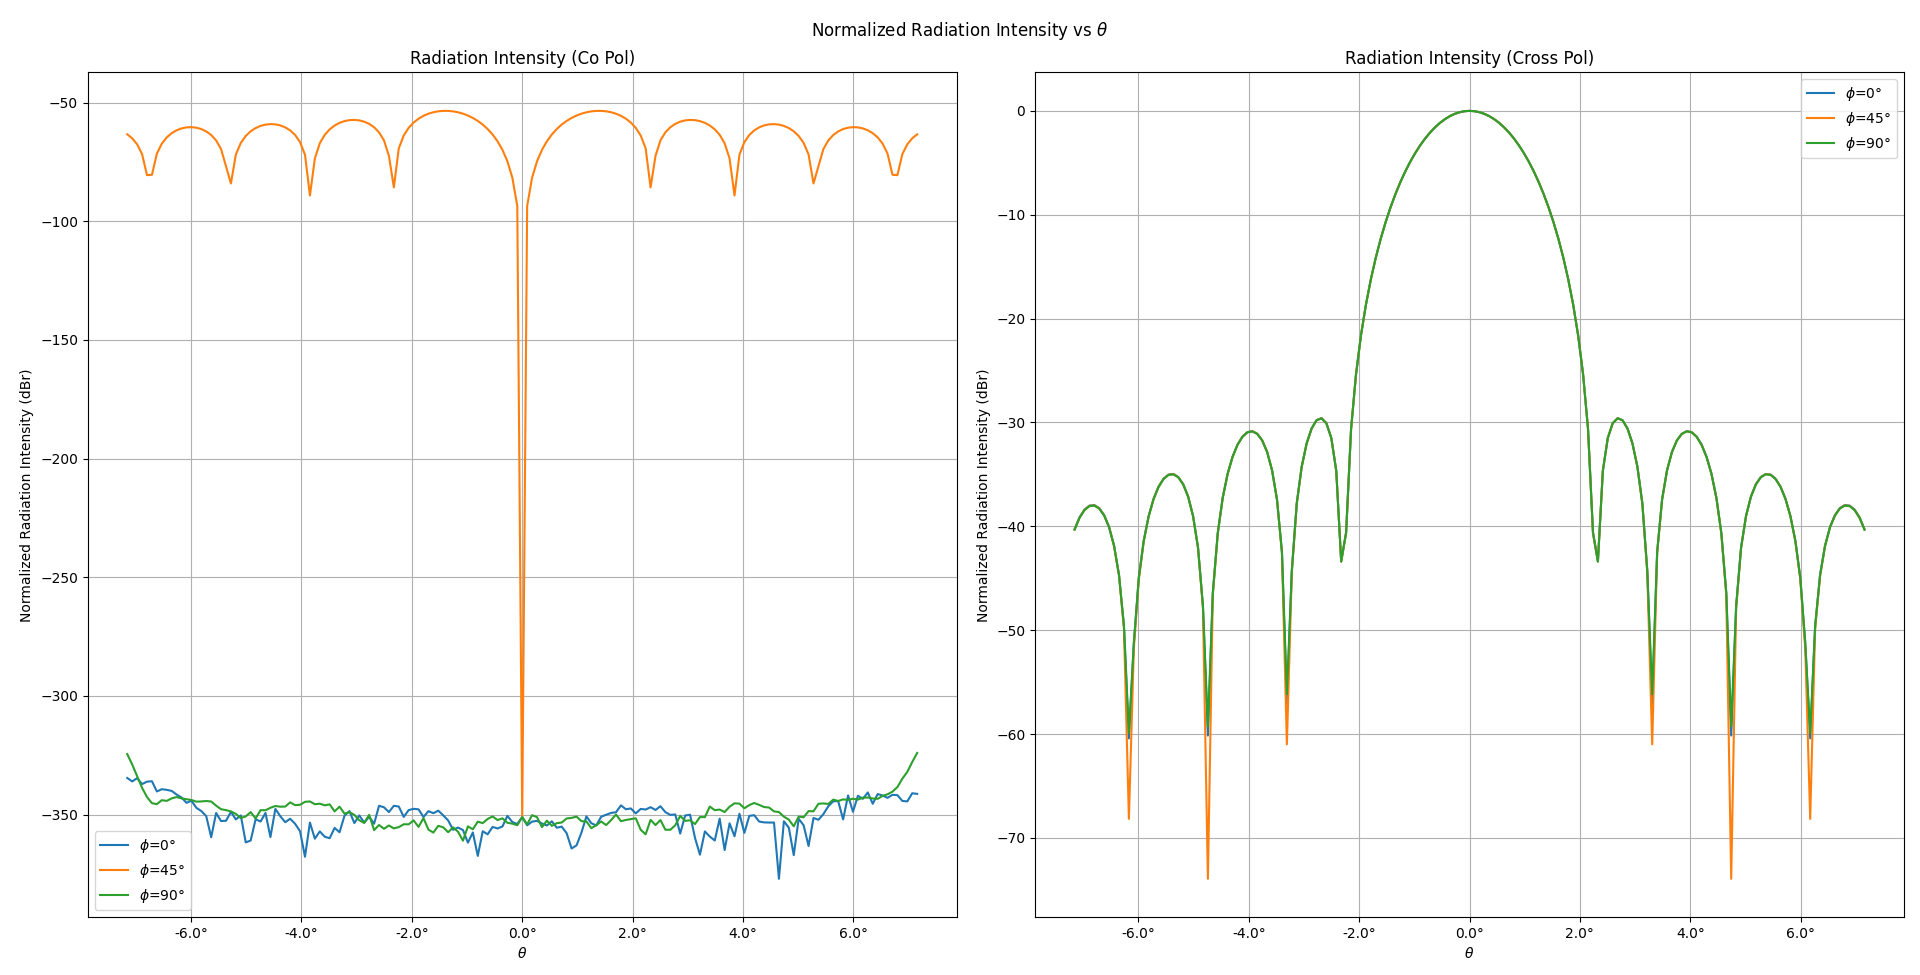 Normalized Radiation Intensity vs θ
Radiation Intensity (Co Pol)
Normalized Radiation Intensity (dBr)
−50
−100
−150
−200
−250
−300
−350
ϕ=0°
ϕ=45°
ϕ=90°
-6.0°
-4.0°
-2.0°
0.0°
2.0°
4.0°
6.0°
θ
Radiation Intensity (Cross Pol)
Normalized Radiation Intensity (dBr)
0
−10
−20
−30
−40
−50
−60
−70
ϕ=0°
ϕ=45°
ϕ=90°
-6.0°
-4.0°
-2.0°
0.0°
2.0°
4.0°
6.0°
θ